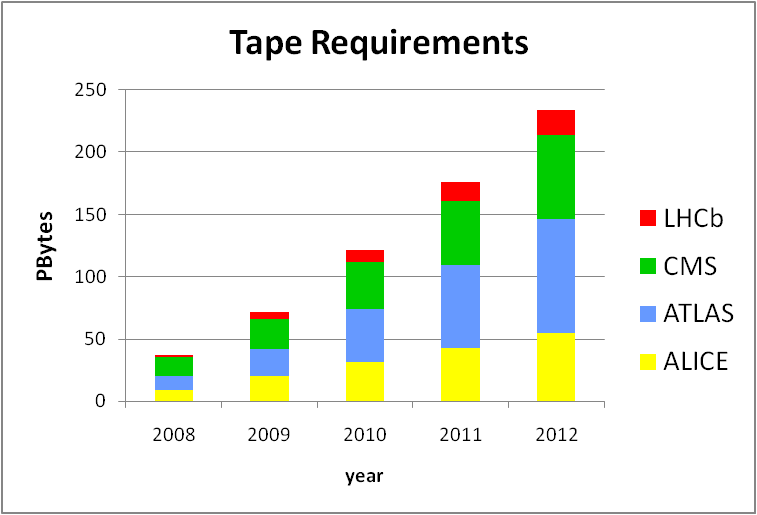 Tape Requirements
250
200
150
100
50
0
PBytes
2008 2009 2010 2011 2012
year
LHCb
CMS
ATLAS
ALICE